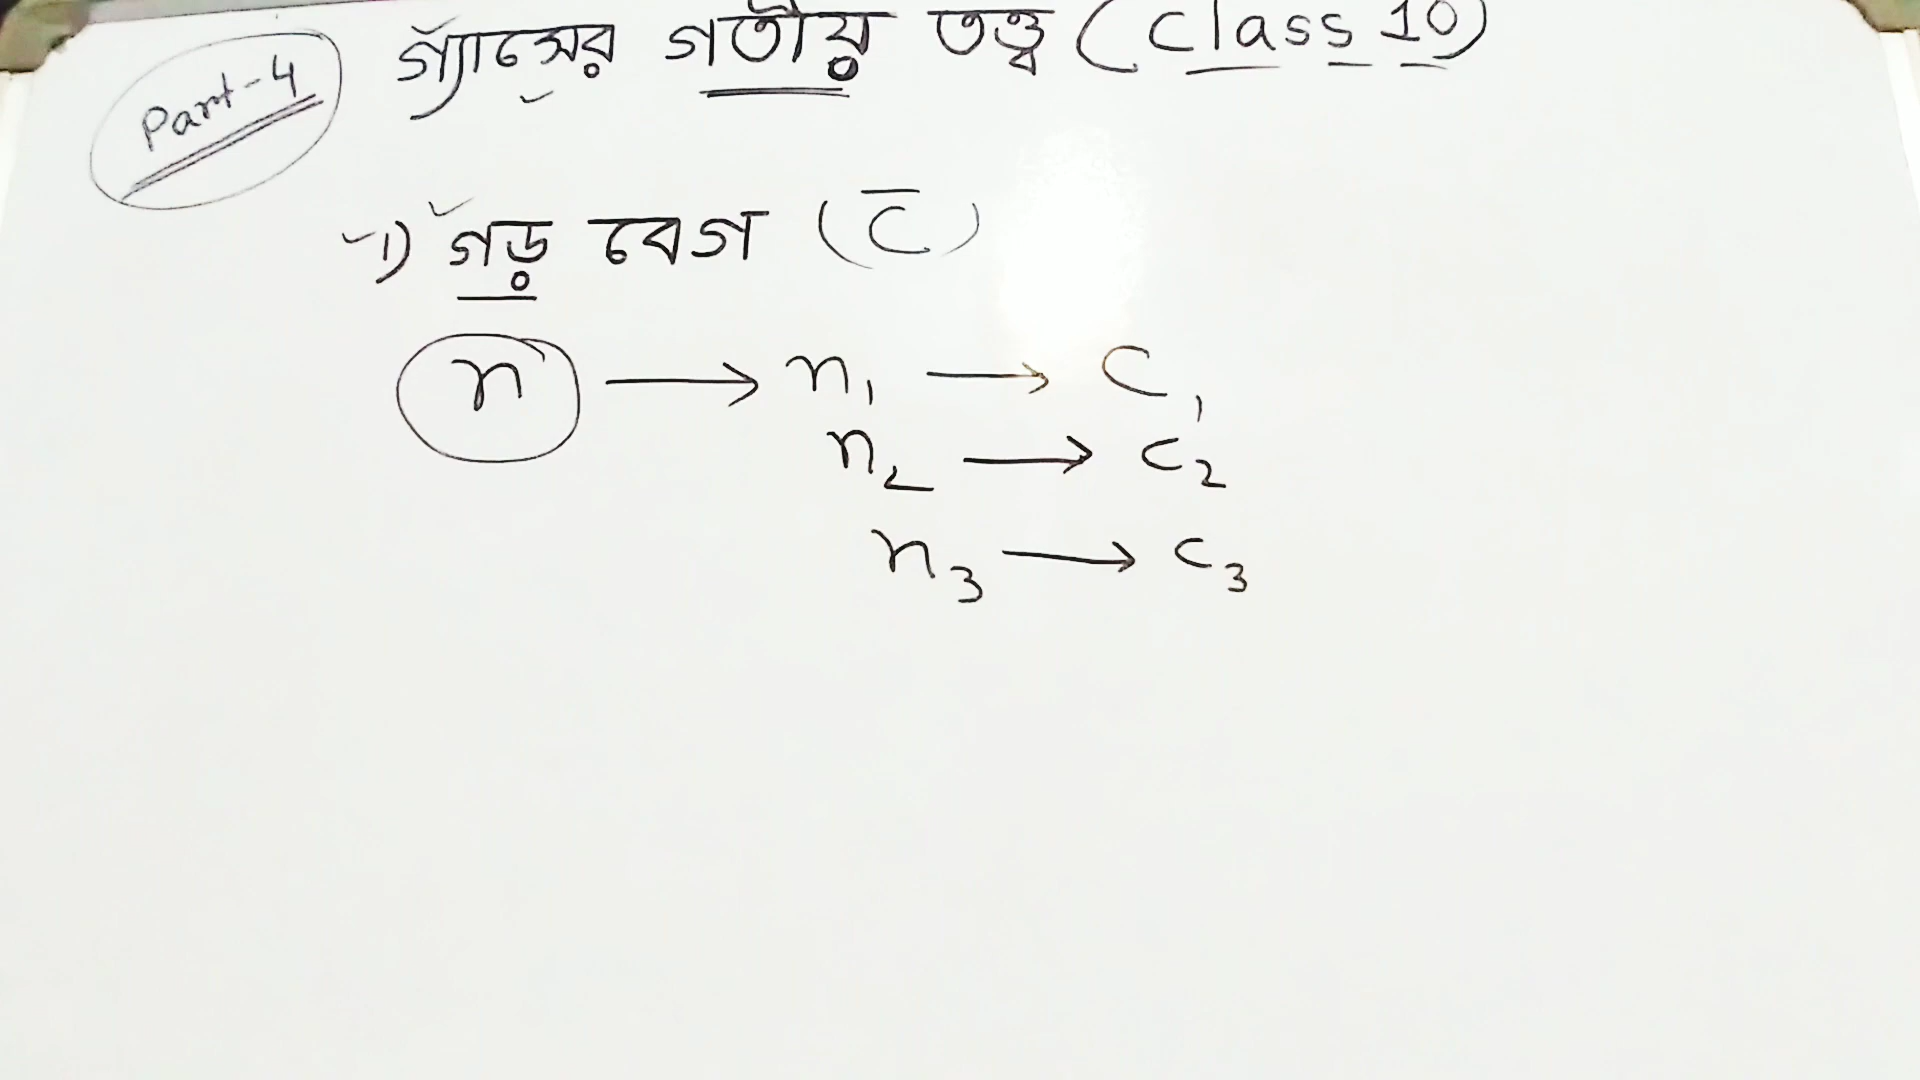 Part-4
গ্যাসের গতীয় তত্ত্ব (Class 10)
1) গড় বেগ (c̅)
n → n₁ → C₁
n₂ → C₂
n₃ → C₃